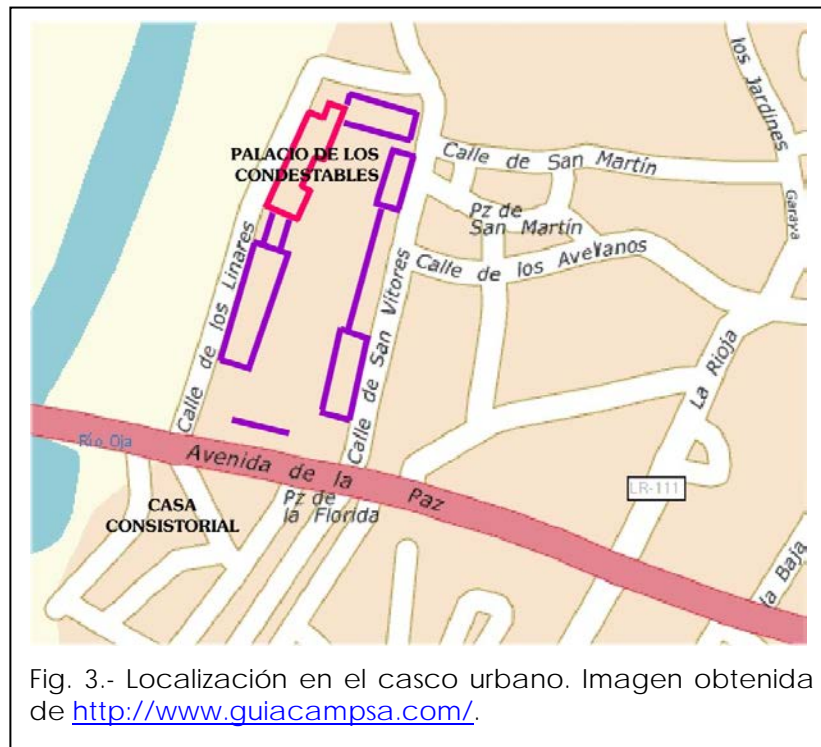 los Jardines
Calle de San Martín
PALACIO DE LOS
CONDESTABLES
Garaya
Pz de
San Martín
Calle de los Avellanos
Calle de los Linares
Calle de San Vitores
La Rioja
Río Oja
Avenida de la Paz
LR-111
CASA
CONSISTORIAL
Pz de
la Florida
la Baja
Fig. 3.- Localización en el casco urbano. Imagen obtenida
de http://www.guiacampsa.com/.